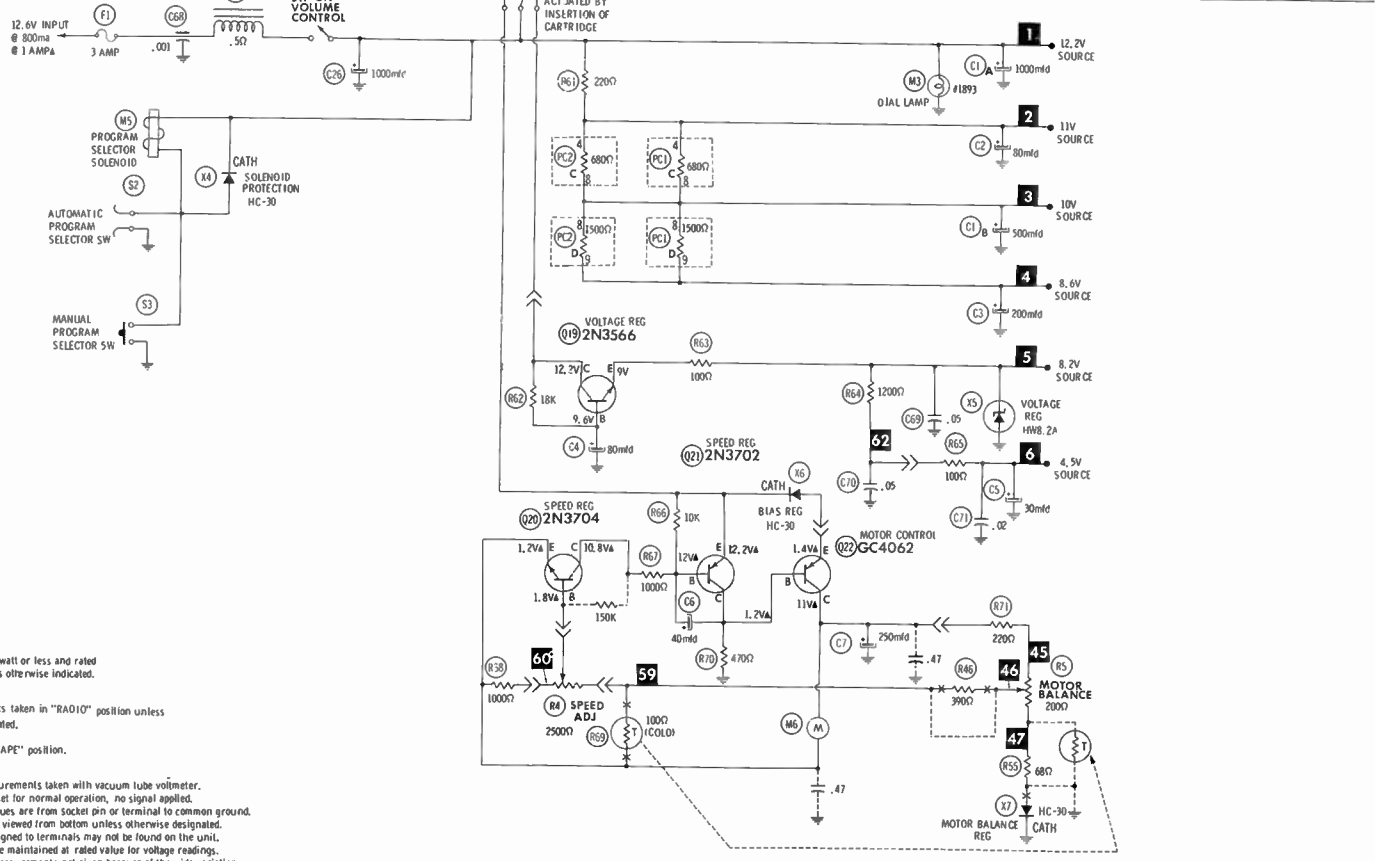 12.6V INPUT
@ 800ma
@ 1 AMP▲
F1
3 AMP
C68
.001
.5Ω
VOLUME
CONTROL
C26
1000mfd
ACTUATED BY
INSERTION OF
CARTRIDGE
R61
220Ω
M3
#1893
DIAL LAMP
C1
A
1000mfd
1
12.2V
SOURCE
M5
PROGRAM
SELECTOR
SOLENOID
CATH
X4
SOLENOID
PROTECTION
HC-30
S2
AUTOMATIC
PROGRAM
SELECTOR SW
S3
MANUAL
PROGRAM
SELECTOR SW
2
11V
SOURCE
C2
80mfd
4
PC2
680Ω
C
8
4
PC1
680Ω
C
8
3
10V
SOURCE
C1
B
500mfd
8
1500Ω
PC2
D
9
8
1500Ω
PC1
D
9
4
8.6V
SOURCE
C3
200mfd
VOLTAGE REG
Q19 2N3566
12.2V
C
E
9V
R62
18K
9.6V
B
C4
80mfd
R63
100Ω
5
8.2V
SOURCE
R64
1200Ω
C69
.05
X5
VOLTAGE
REG
HW8.2A
62
R65
100Ω
6
4.5V
SOURCE
C70
.05
C71
.02
C5
30mfd
SPEED REG
Q21 2N3702
X6
CATH
BIAS REG
HC-30
SPEED REG
Q20 2N3704
1.2V▲
E
C
10.8V▲
1.8V▲
B
150K
R66
10K
R67
1000Ω
12V▲
B
E
12.2V▲
C
C6
40mfd
R70
470Ω
1.2V▲
MOTOR CONTROL
Q22 GC4062
1.4V▲
E
B
C
11V▲
C7
250mfd
.47
R71
220Ω
45
R5
MOTOR
BALANCE
200Ω
46
R46
390Ω
47
R55
68Ω
T
X7
HC-30
MOTOR BALANCE
REG
CATH
1000Ω
60
R4
SPEED
ADJ
2500Ω
59
R69
T
100Ω
(COLD)
M6
M
.47
watt or less and rated
s otherwise indicated.
s taken in "RADIO" position unless
APE" position.
urements taken with vacuum tube voltmeter.
et for normal operation, no signal applied.
ues are from socket pin or terminal to common ground.
viewed from bottom unless otherwise designated.
gned to terminals may not be found on the unit.
e maintained at rated value for voltage readings.